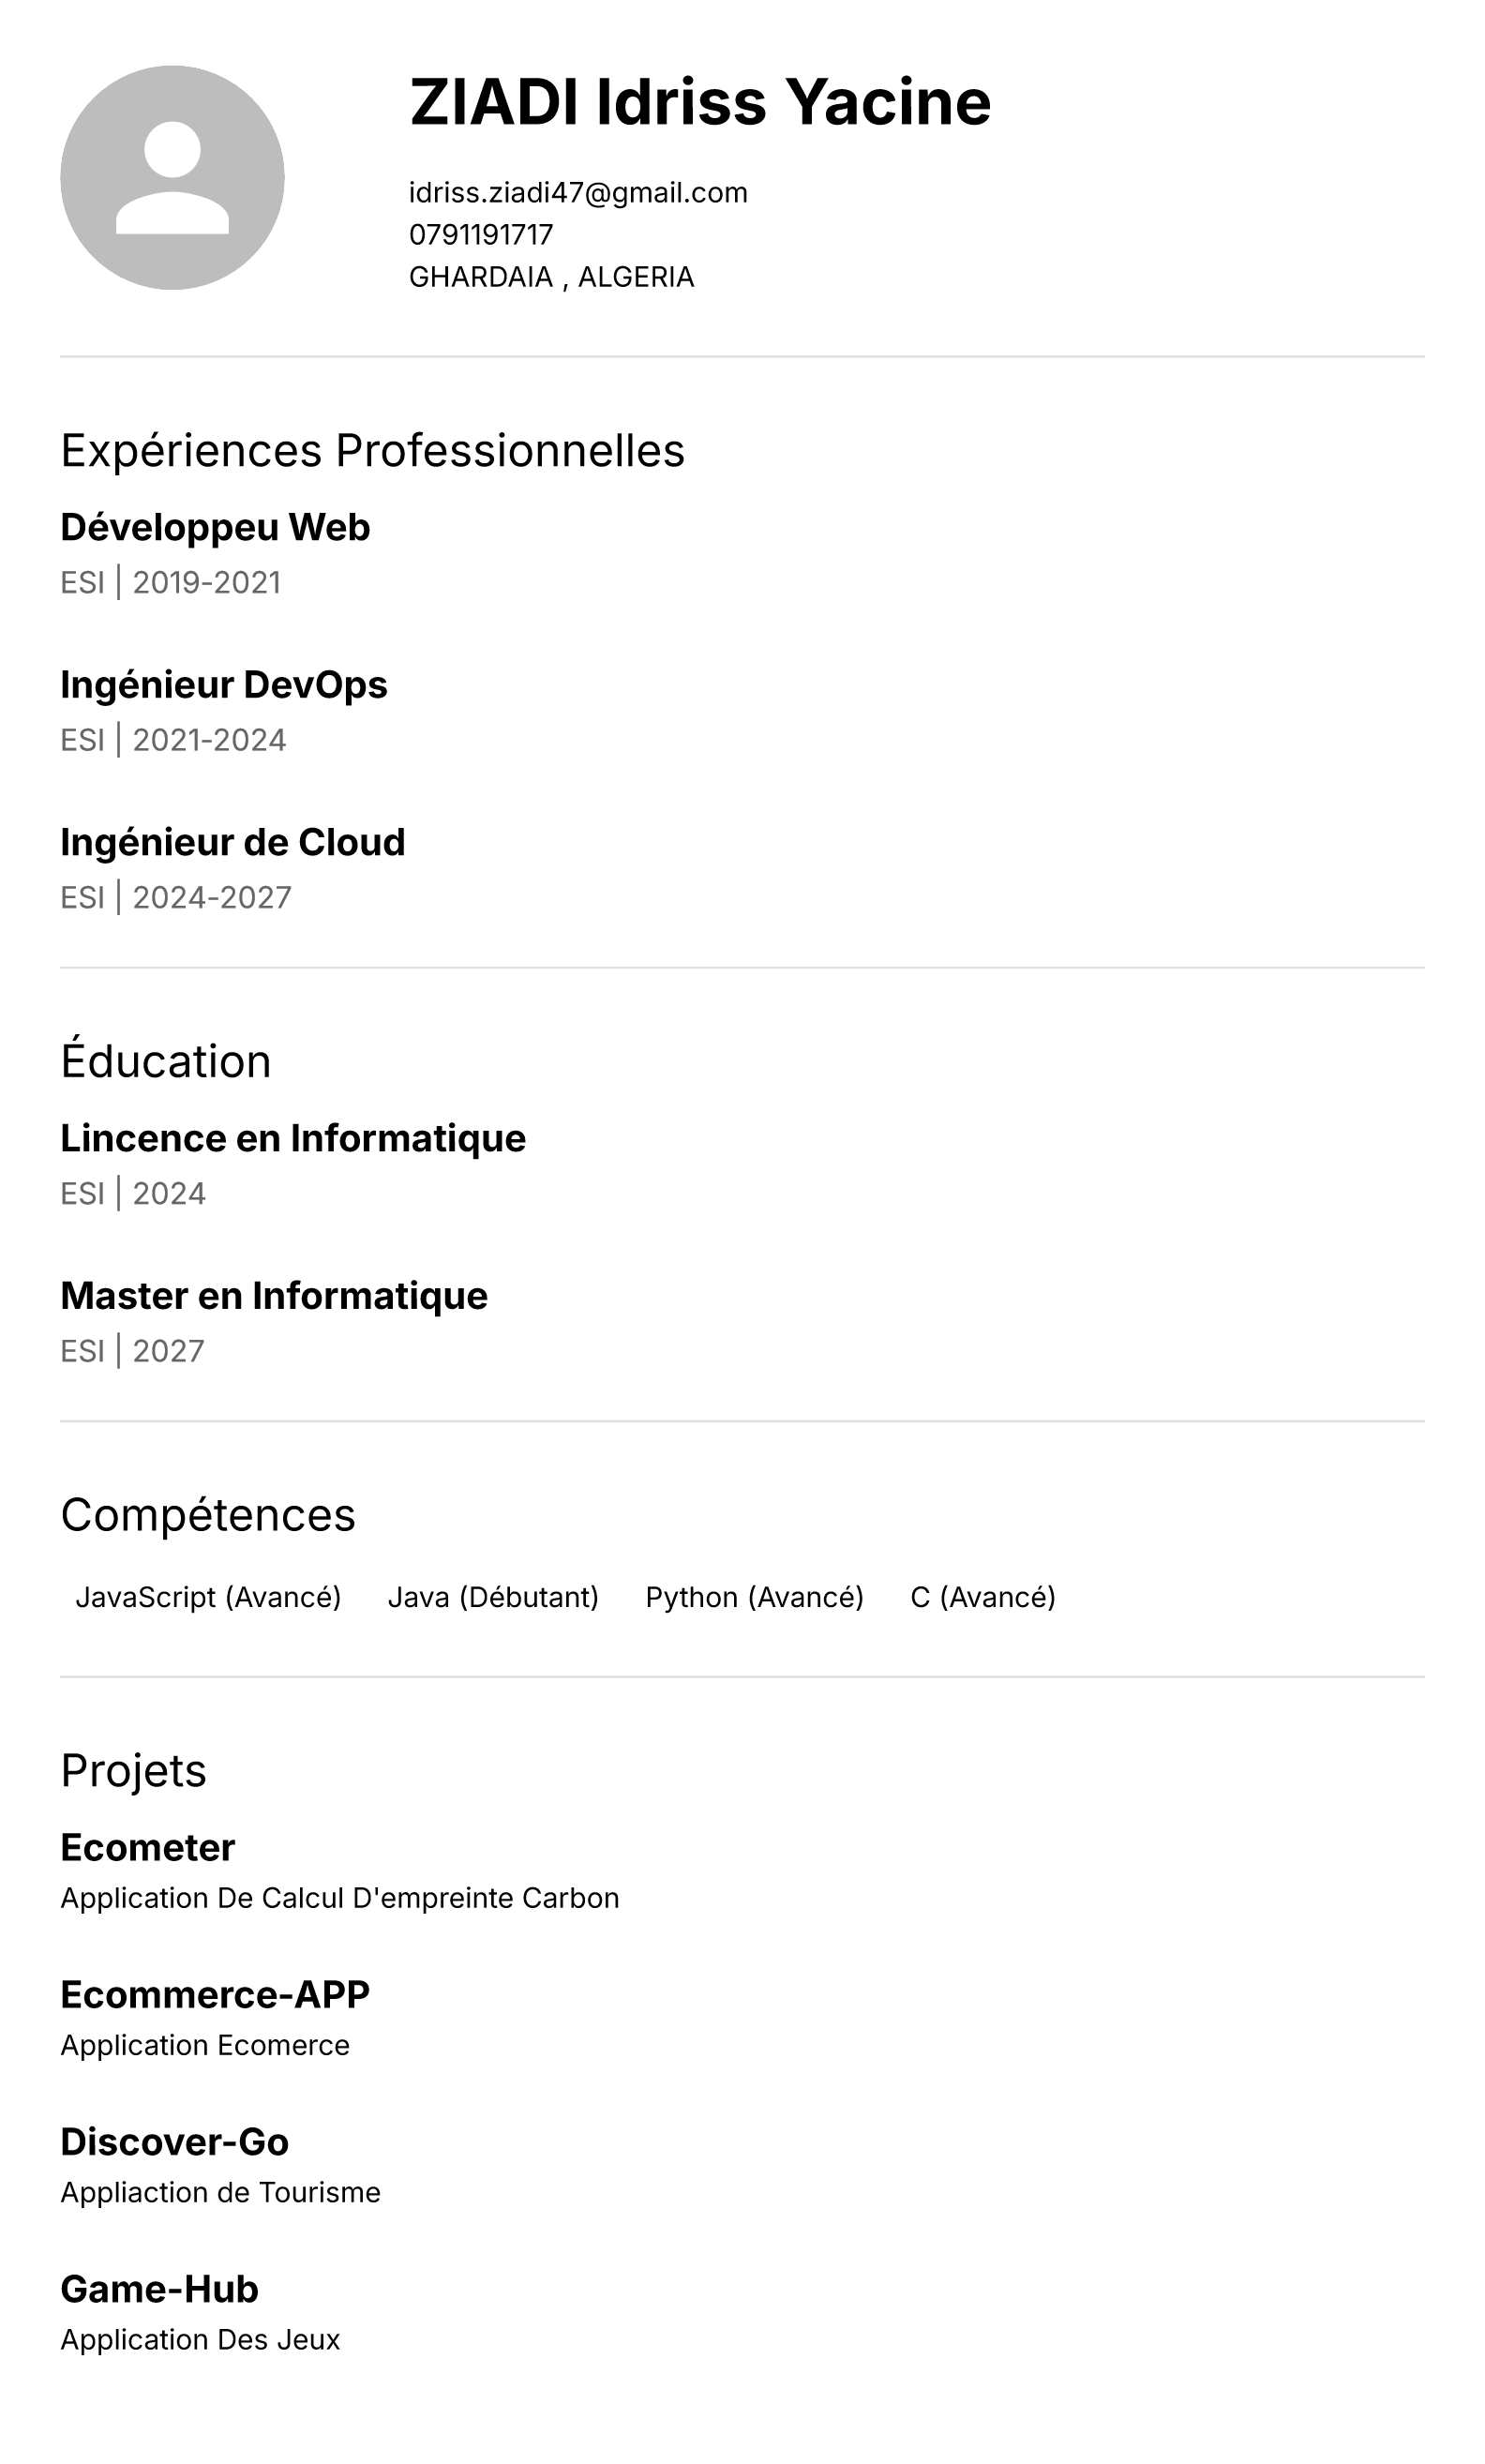 ZIADI Idriss Yacine
idriss.ziadi47@gmail.com
0791191717
GHARDAIA , ALGERIA
Expériences Professionnelles
Développeu Web
ESI | 2019-2021
Ingénieur DevOps
ESI | 2021-2024
Ingénieur de Cloud
ESI | 2024-2027
Éducation
Lincence en Informatique
ESI | 2024
Master en Informatique
ESI | 2027
Compétences
JavaScript (Avancé) Java (Débutant) Python (Avancé) C (Avancé)
Projets
Ecometer
Application De Calcul D'empreinte Carbon
Ecommerce-APP
Application Ecomerce
Discover-Go
Appliaction de Tourisme
Game-Hub
Application Des Jeux